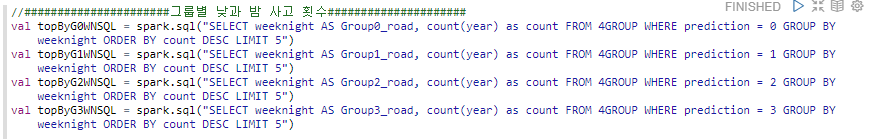 //#####################그룹별 낮과 밤 사고 횟수####################
FINISHED
val topByG0WNSQL = spark.sql("SELECT weeknight AS Group0_road, count(year) as count FROM 4GROUP WHERE prediction = 0 GROUP BY
weeknight ORDER BY count DESC LIMIT 5")
val topByG1WNSQL = spark.sql("SELECT weeknight AS Group1_road, count(year) as count FROM 4GROUP WHERE prediction = 1 GROUP BY
weeknight ORDER BY count DESC LIMIT 5")
val topByG2WNSQL = spark.sql("SELECT weeknight AS Group2_road, count(year) as count FROM 4GROUP WHERE prediction = 2 GROUP BY
weeknight ORDER BY count DESC LIMIT 5")
val topByG3WNSQL = spark.sql("SELECT weeknight AS Group3_road, count(year) as count FROM 4GROUP WHERE prediction = 3 GROUP BY
weeknight ORDER BY count DESC LIMIT 5")